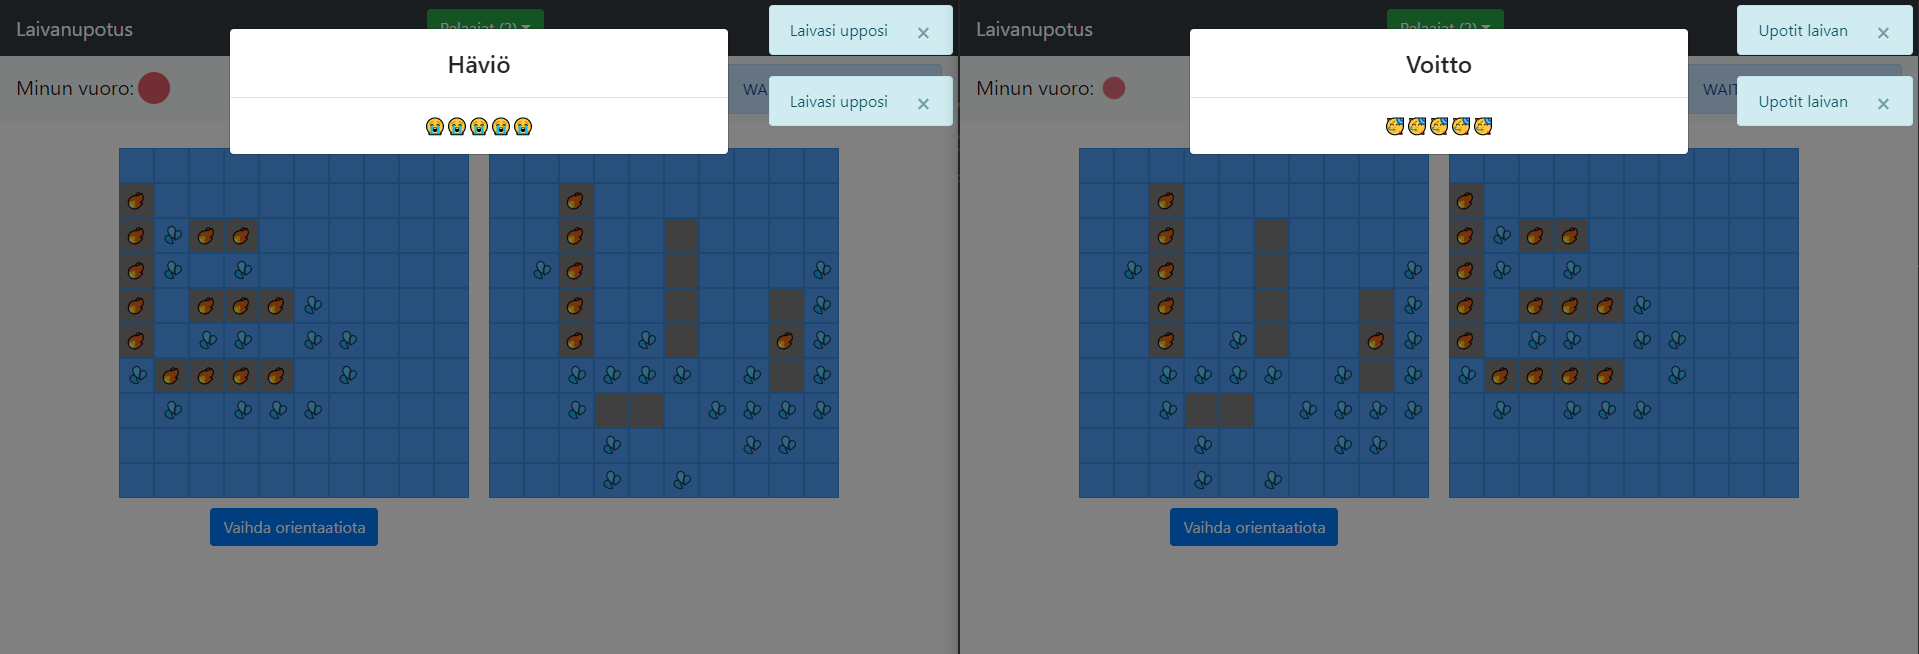 Laivanupotus
Pelaajat (2)
Minun vuoro:
WAI
Häviö
😭😭😭😭😭
Laivasi upposi ×
Laivasi upposi ×
Vaihda orientaatiota
Laivanupotus
Pelaajat (2)
Minun vuoro:
WAIT
Voitto
🥳🥳🥳🥳🥳
Upotit laivan ×
Upotit laivan ×
Vaihda orientaatiota